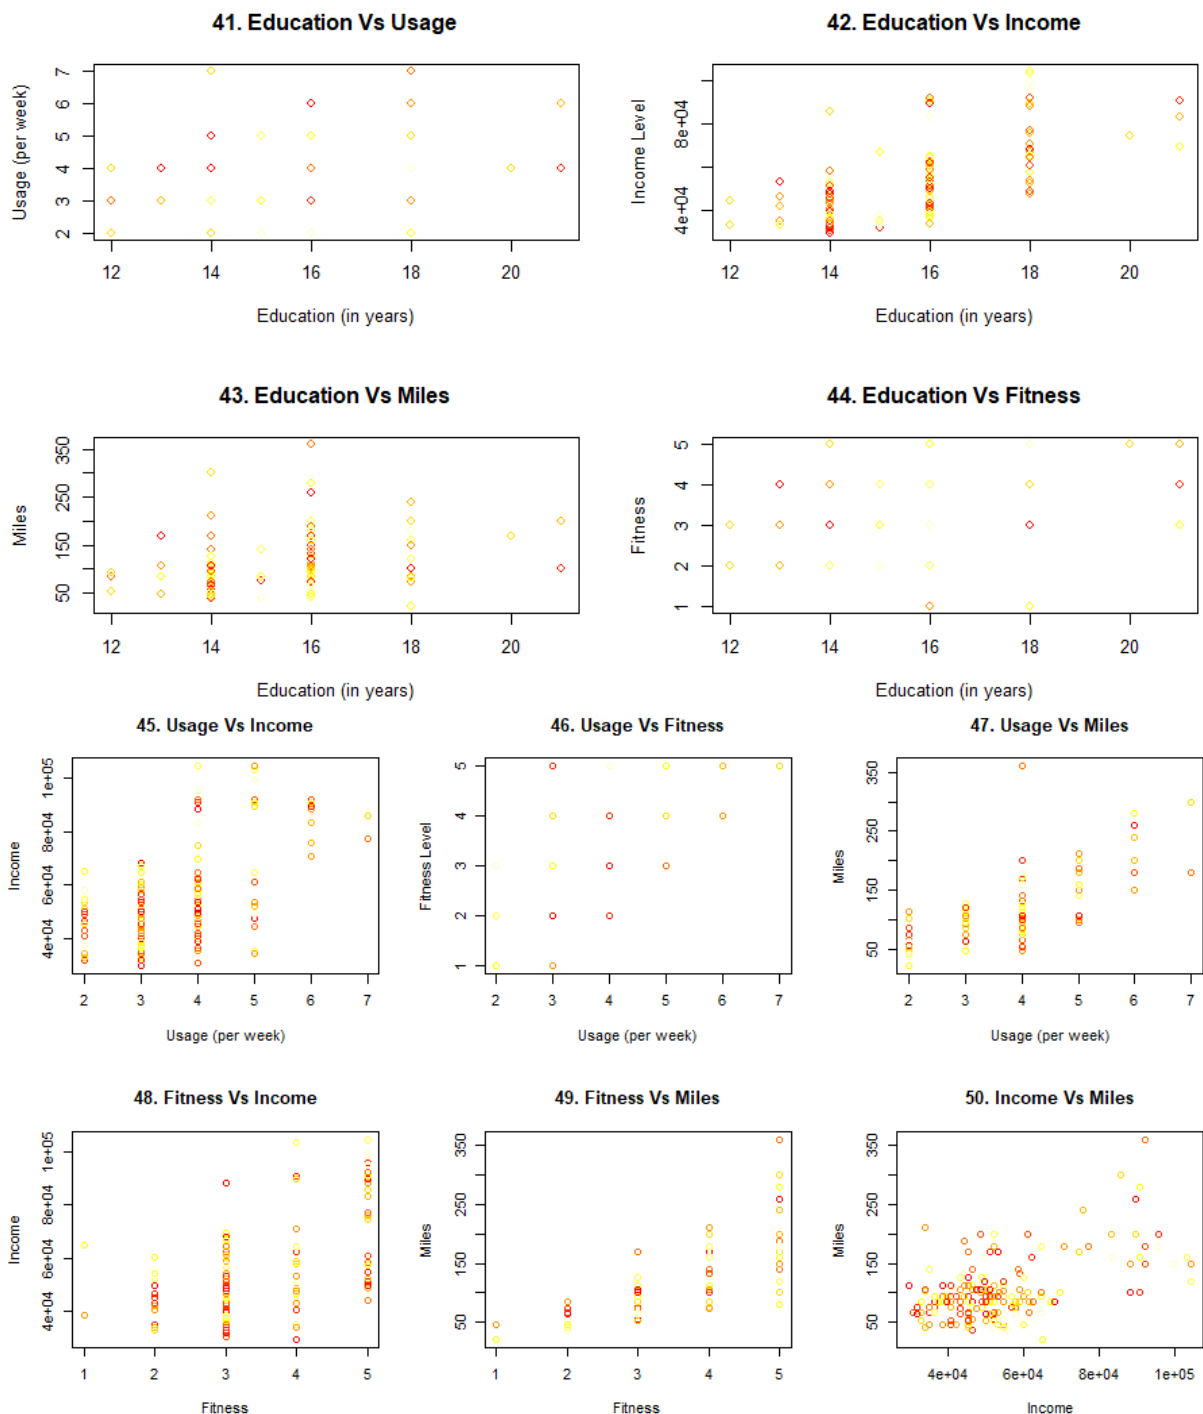 41. Education Vs Usage
42. Education Vs Income
Usage (per week)
7
6
5
4
3
2
12 14 16 18 20
Education (in years)
Income Level
8e+04
4e+04
12 14 16 18 20
Education (in years)
43. Education Vs Miles
44. Education Vs Fitness
Miles
350
250
150
50
12 14 16 18 20
Education (in years)
Fitness
5
4
3
2
1
12 14 16 18 20
Education (in years)
45. Usage Vs Income
46. Usage Vs Fitness
47. Usage Vs Miles
Income
1e+05
8e+04
6e+04
4e+04
2 3 4 5 6 7
Usage (per week)
Fitness Level
5
4
3
2
1
2 3 4 5 6 7
Usage (per week)
Miles
350
250
150
50
2 3 4 5 6 7
Usage (per week)
48. Fitness Vs Income
49. Fitness Vs Miles
50. Income Vs Miles
Income
1e+05
8e+04
6e+04
4e+04
1 2 3 4 5
Fitness
Miles
350
250
150
50
1 2 3 4 5
Fitness
Miles
350
250
150
50
4e+04 6e+04 8e+04 1e+05
Income